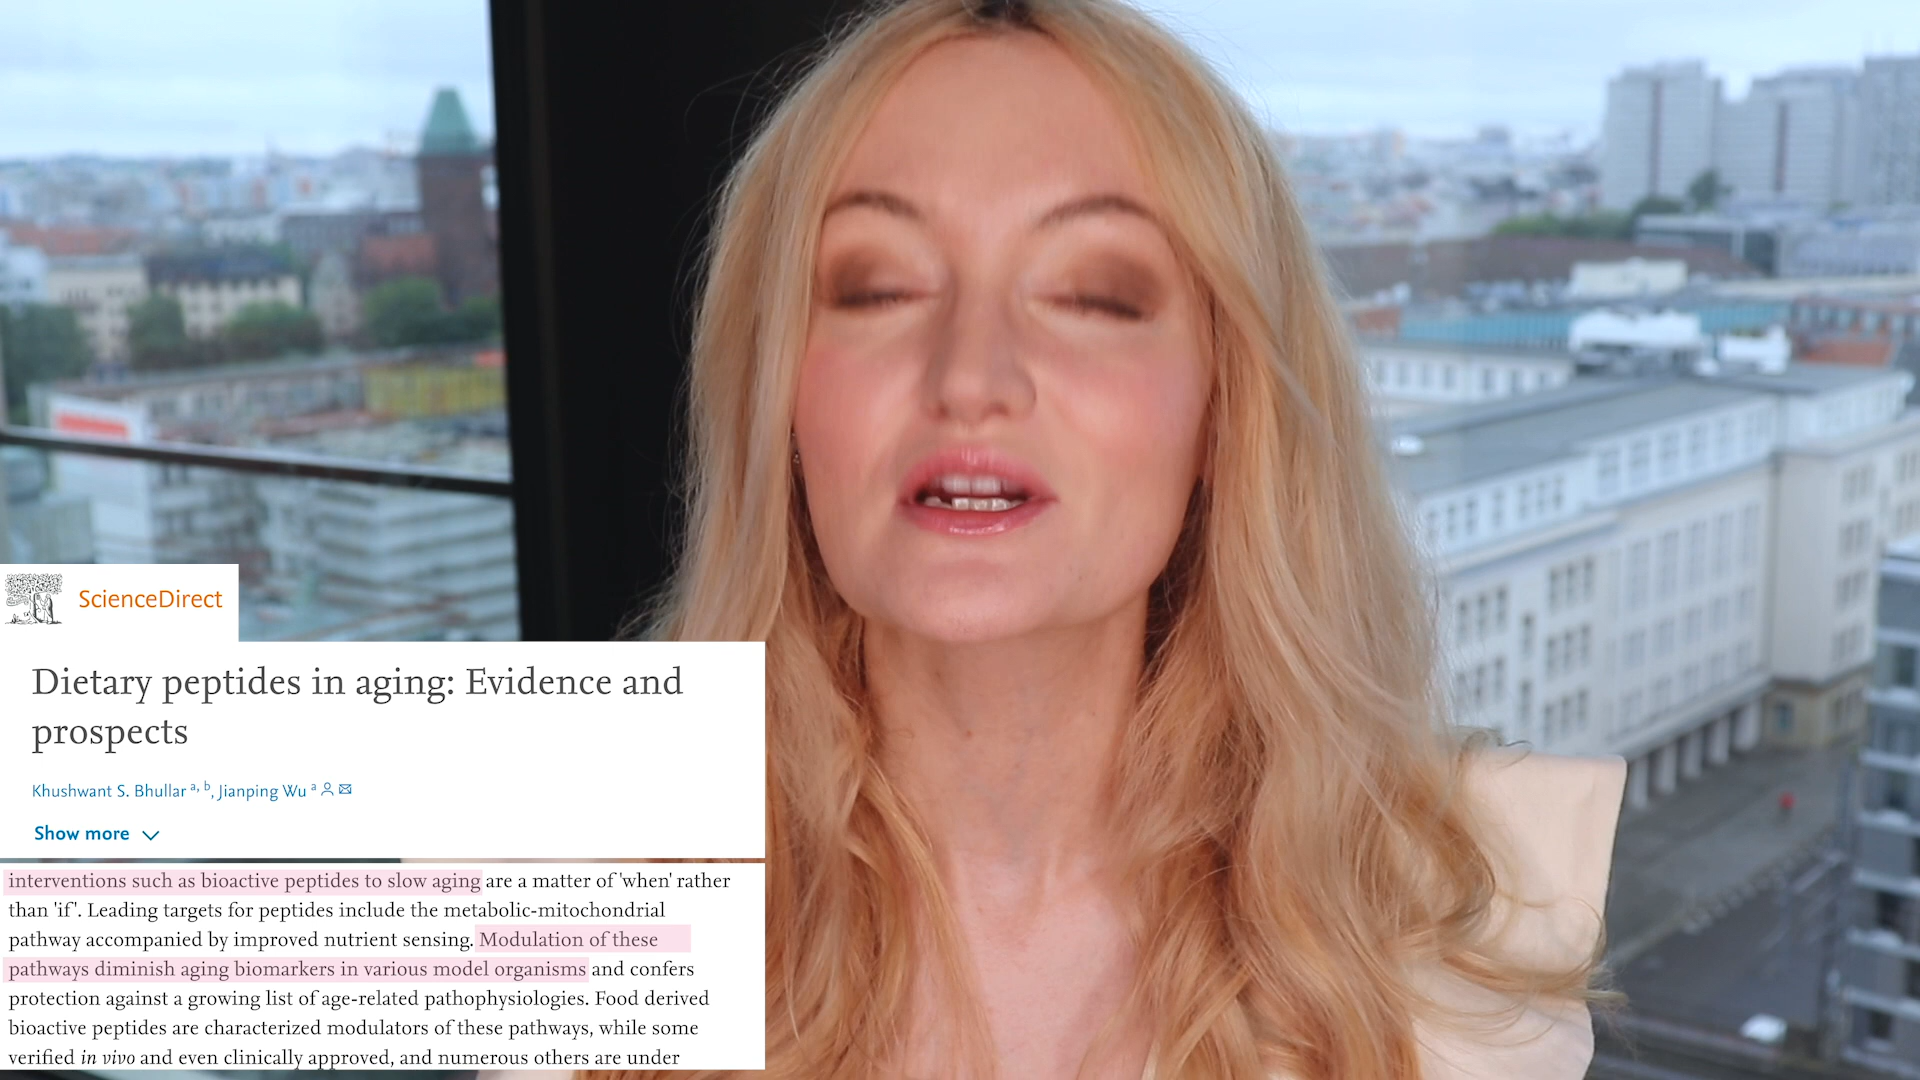 ScienceDirect
Dietary peptides in aging: Evidence and
prospects
Khushwant S. Bhullar a, b, Jianping Wu a
Show more
interventions such as bioactive peptides to slow aging are a matter of 'when' rather
than 'if'. Leading targets for peptides include the metabolic-mitochondrial
pathway accompanied by improved nutrient sensing. Modulation of these
pathways diminish aging biomarkers in various model organisms and confers
protection against a growing list of age-related pathophysiologies. Food derived
bioactive peptides are characterized modulators of these pathways, while some
verified in vivo and even clinically approved, and numerous others are under